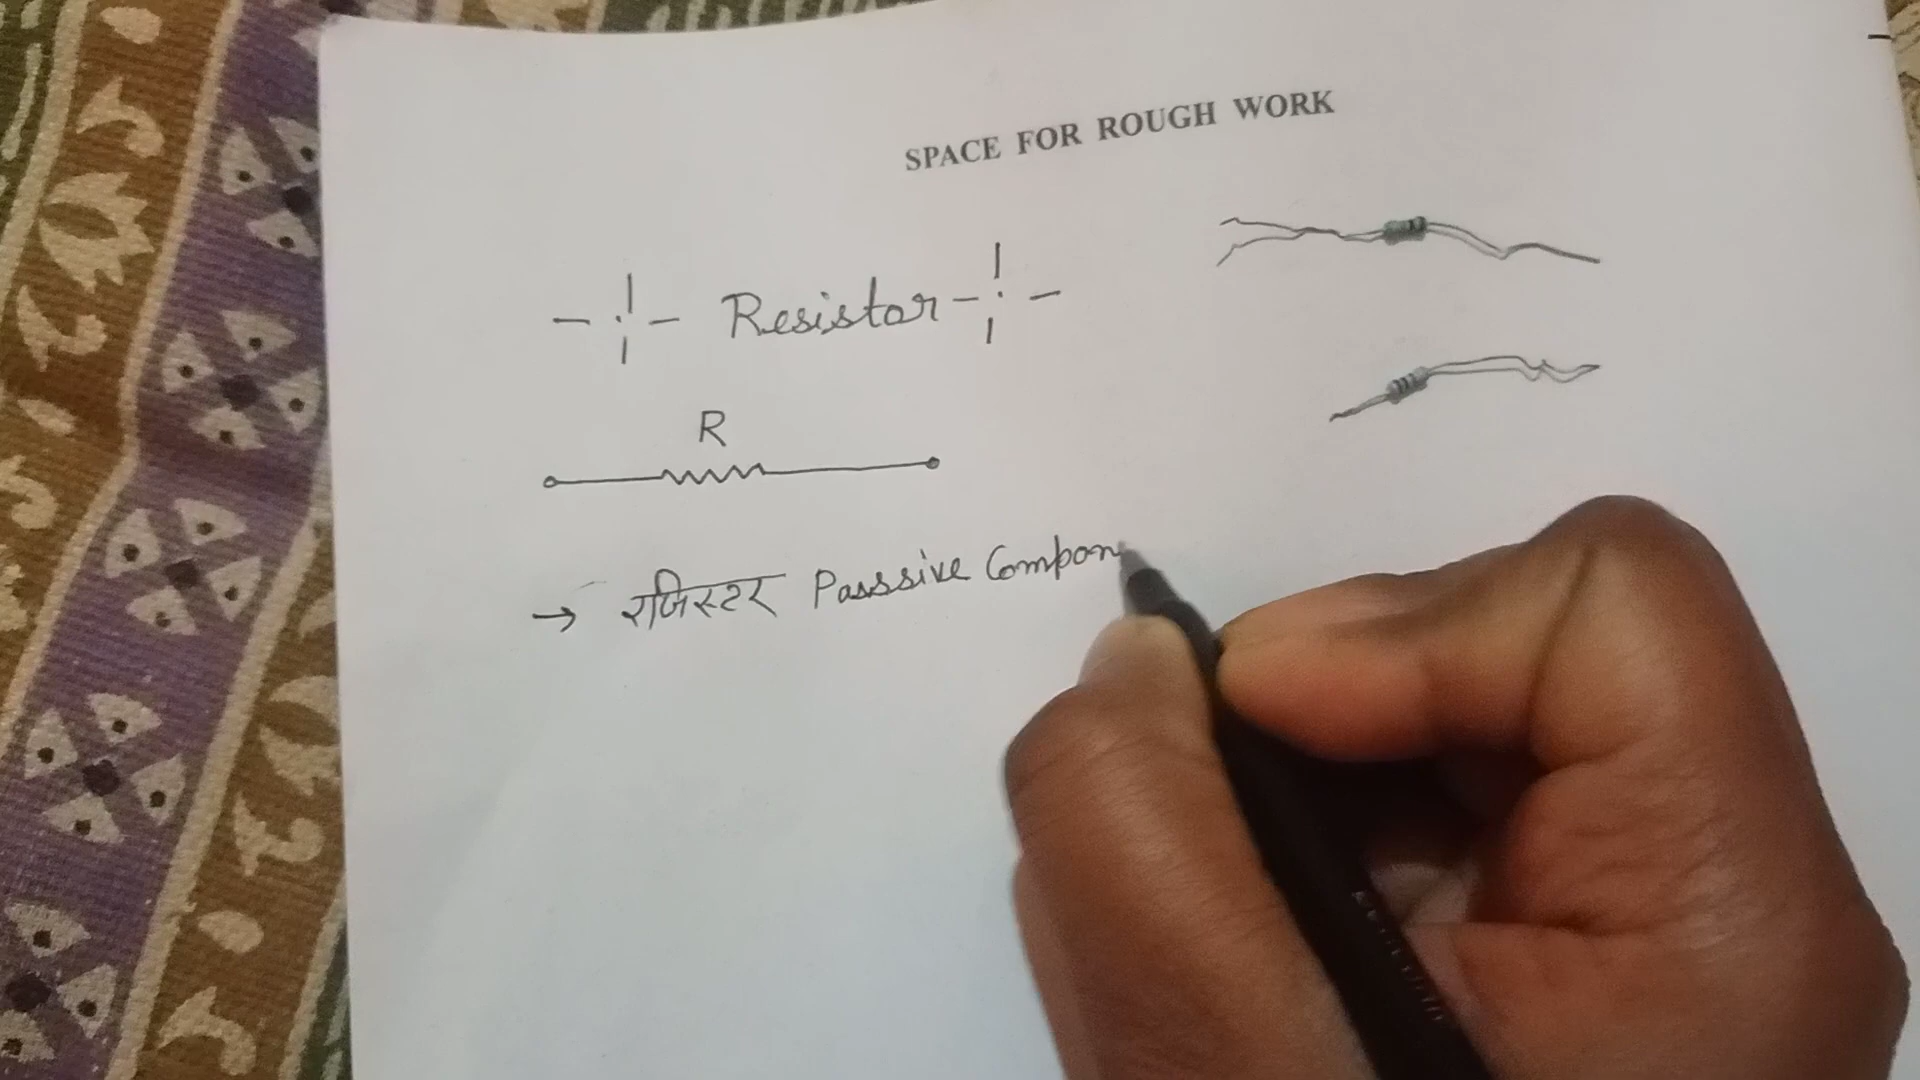 SPACE FOR ROUGH WORK
Resistor
R
→ रजिस्टर Passsive Compon